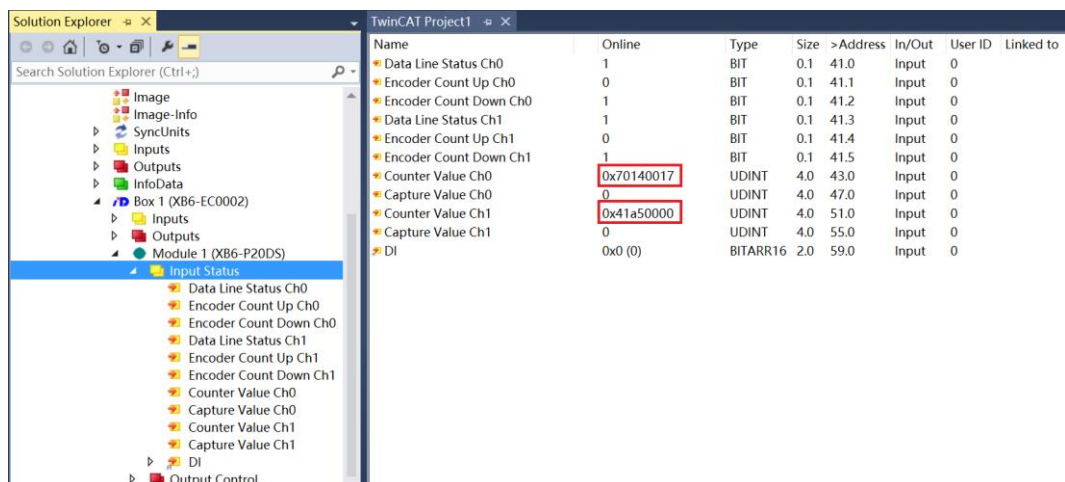 Solution Explorer
TwinCAT Project1
Search Solution Explorer (Ctrl+;)
Image
Image-Info
SyncUnits
Inputs
Outputs
InfoData
Box 1 (XB6-EC0002)
Inputs
Outputs
Module 1 (XB6-P20DS)
Input Status
Data Line Status Ch0
Encoder Count Up Ch0
Encoder Count Down Ch0
Data Line Status Ch1
Encoder Count Up Ch1
Encoder Count Down Ch1
Counter Value Ch0
Capture Value Ch0
Counter Value Ch1
Capture Value Ch1
DI
Output Control
Name Online Type Size >Address In/Out User ID Linked to
Data Line Status Ch0 1 BIT 0.1 41.0 Input 0
Encoder Count Up Ch0 0 BIT 0.1 41.1 Input 0
Encoder Count Down Ch0 1 BIT 0.1 41.2 Input 0
Data Line Status Ch1 1 BIT 0.1 41.3 Input 0
Encoder Count Up Ch1 0 BIT 0.1 41.4 Input 0
Encoder Count Down Ch1 1 BIT 0.1 41.5 Input 0
Counter Value Ch0 0x70140017 UDINT 4.0 43.0 Input 0
Capture Value Ch0 0 UDINT 4.0 47.0 Input 0
Counter Value Ch1 0x41a50000 UDINT 4.0 51.0 Input 0
Capture Value Ch1 0 UDINT 4.0 55.0 Input 0
DI 0x0 (0) BITARR16 2.0 59.0 Input 0